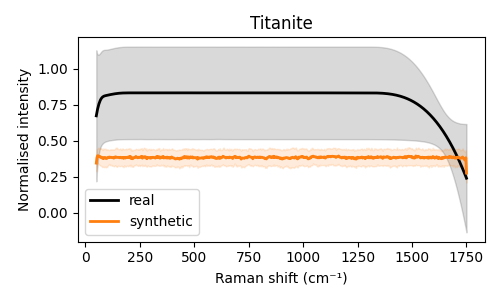 Titanite
Normalised intensity
1.00
0.75
0.50
0.25
0.00
real
synthetic
0 250 500 750 1000 1250 1500 1750
Raman shift (cm⁻¹)